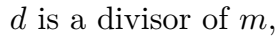 d is a divisor of m,